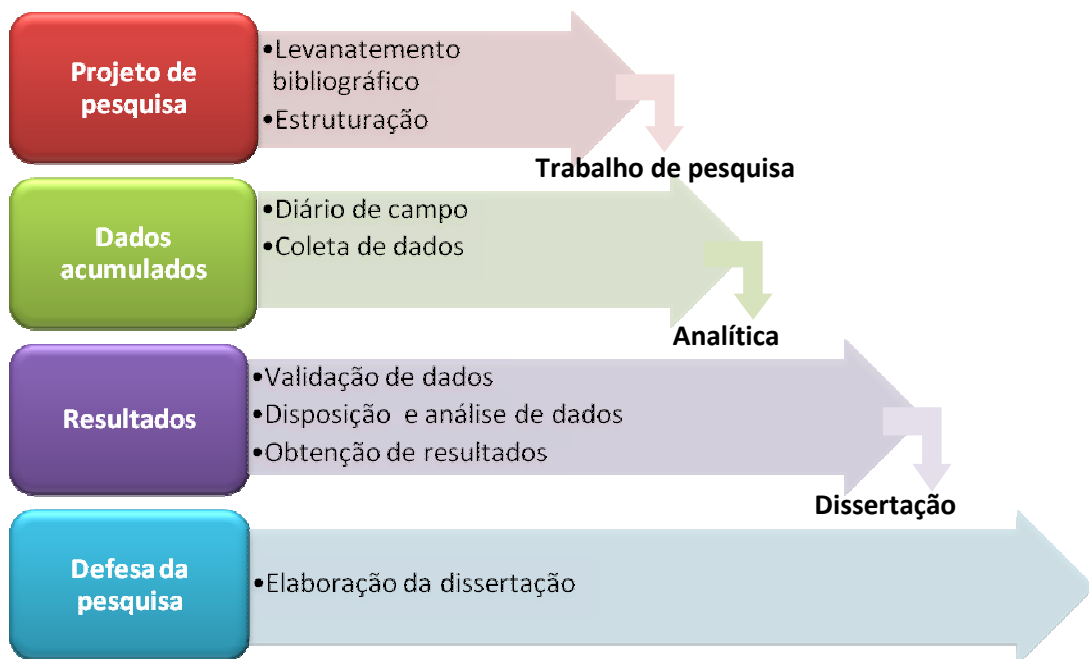 Projeto de
pesquisa
•Levanatemento
bibliográfico
•Estruturação
Trabalho de pesquisa
Dados
acumulados
•Diário de campo
•Coleta de dados
Analítica
Resultados
•Validação de dados
•Disposição e análise de dados
•Obtenção de resultados
Dissertação
Defesa da
pesquisa
•Elaboração da dissertação